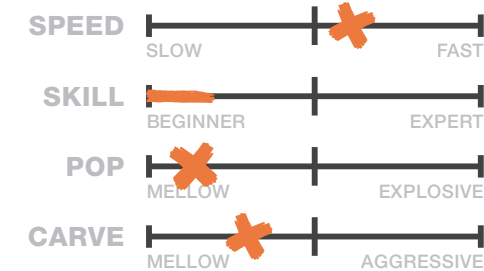 SPEED
SLOW FAST
SKILL
BEGINNER EXPERT
POP
MELLOW EXPLOSIVE
CARVE
MELLOW AGGRESSIVE